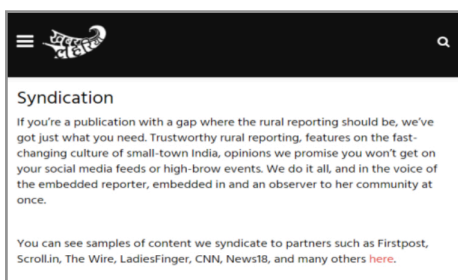 खबर
लहरिया
Syndication
If you're a publication with a gap where the rural reporting should be, we've
got just what you need. Trustworthy rural reporting, features on the fast-
changing culture of small-town India, opinions we promise you won't get on
your social media feeds or high-brow events. We do it all, and in the voice of
the embedded reporter, embedded in and an observer to her community at
once.
You can see samples of content we syndicate to partners such as Firstpost,
Scroll.in, The Wire, LadiesFinger, CNN, News18, and many others here.